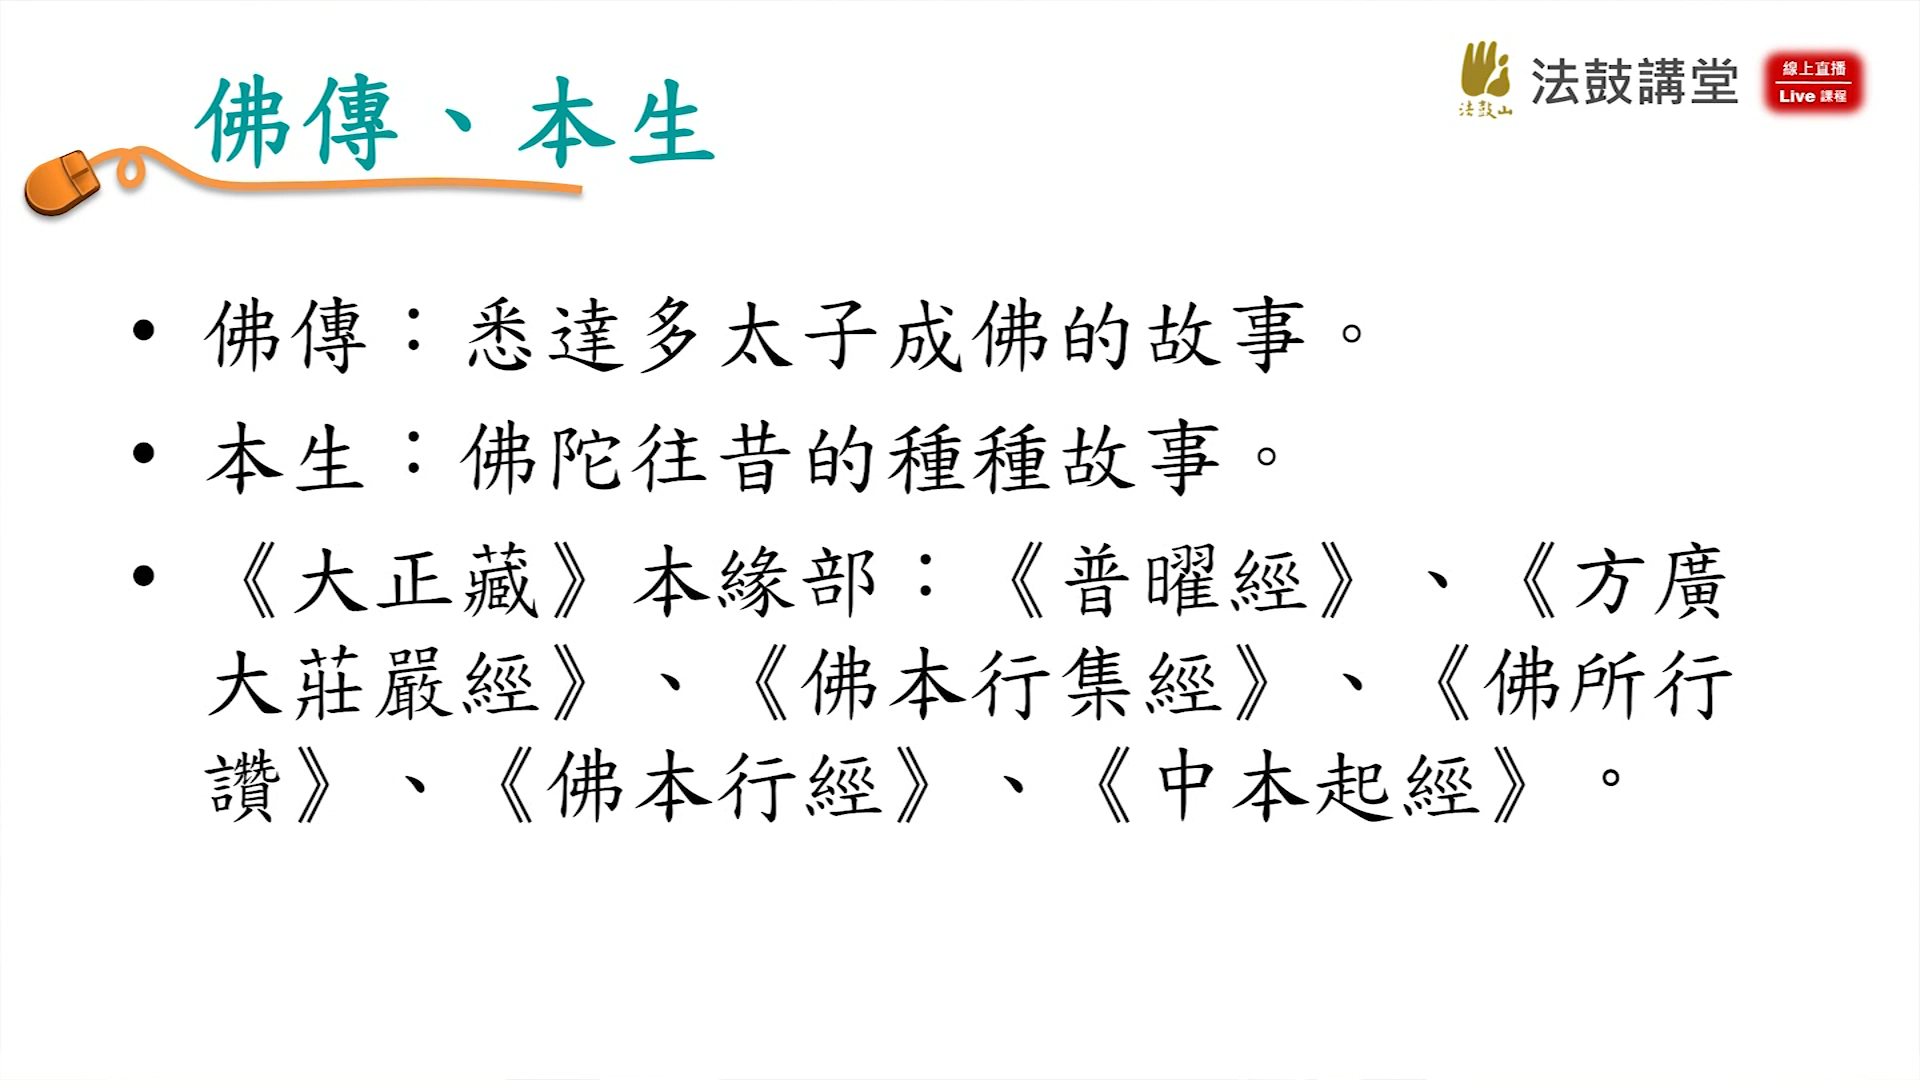 佛傳、本生
法鼓山
法鼓講堂
線上直播
Live 課程
• 佛傳：悉達多太子成佛的故事。
• 本生：佛陀往昔的種種故事。
• 《大正藏》本緣部：《普曜經》、《方廣
大莊嚴經》、《佛本行集經》、《佛所行
讚》、《佛本行經》、《中本起經》。